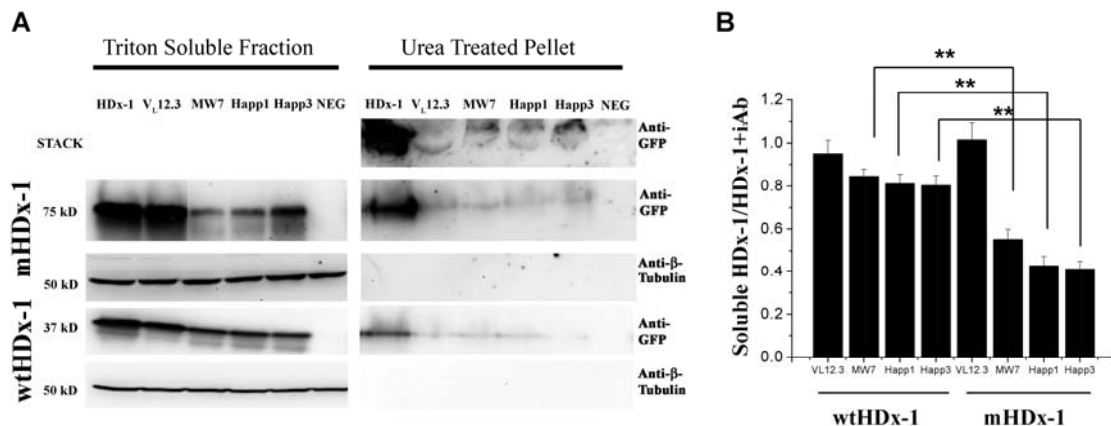 A
Triton Soluble Fraction
Urea Treated Pellet
HDx-1 VL12.3 MW7 Happ1 Happ3 NEG
HDx-1 VL12.3 MW7 Happ1 Happ3 NEG
STACK
Anti-
GFP
mHDx-1
75 kD
Anti-
GFP
50 kD
Anti-β-
Tubulin
wtHDx-1
37 kD
Anti-
GFP
50 kD
Anti-β-
Tubulin
B
**
**
**
Soluble HDx-1/HDx-1+iAb
1.2
1.0
0.8
0.6
0.4
0.2
0.0
VL12.3 MW7 Happ1 Happ3 VL12.3 MW7 Happ1 Happ3
wtHDx-1 mHDx-1